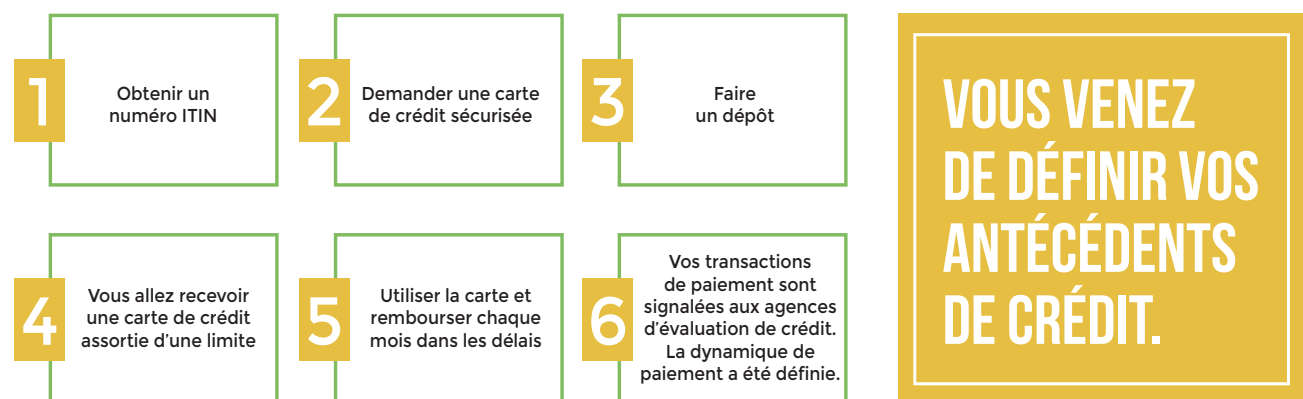 1
Obtenir un
numéro ITIN
2
Demander une carte
de crédit sécurisée
3
Faire
un dépôt
4
Vous allez recevoir
une carte de crédit
assortie d'une limite
5
Utiliser la carte et
rembourser chaque
mois dans les délais
6
Vos transactions
de paiement sont
signalées aux agences
d'évaluation de crédit.
La dynamique de
paiement a été définie.
VOUS VENEZ
DE DÉFINIR VOS
ANTÉCÉDENTS
DE CRÉDIT.